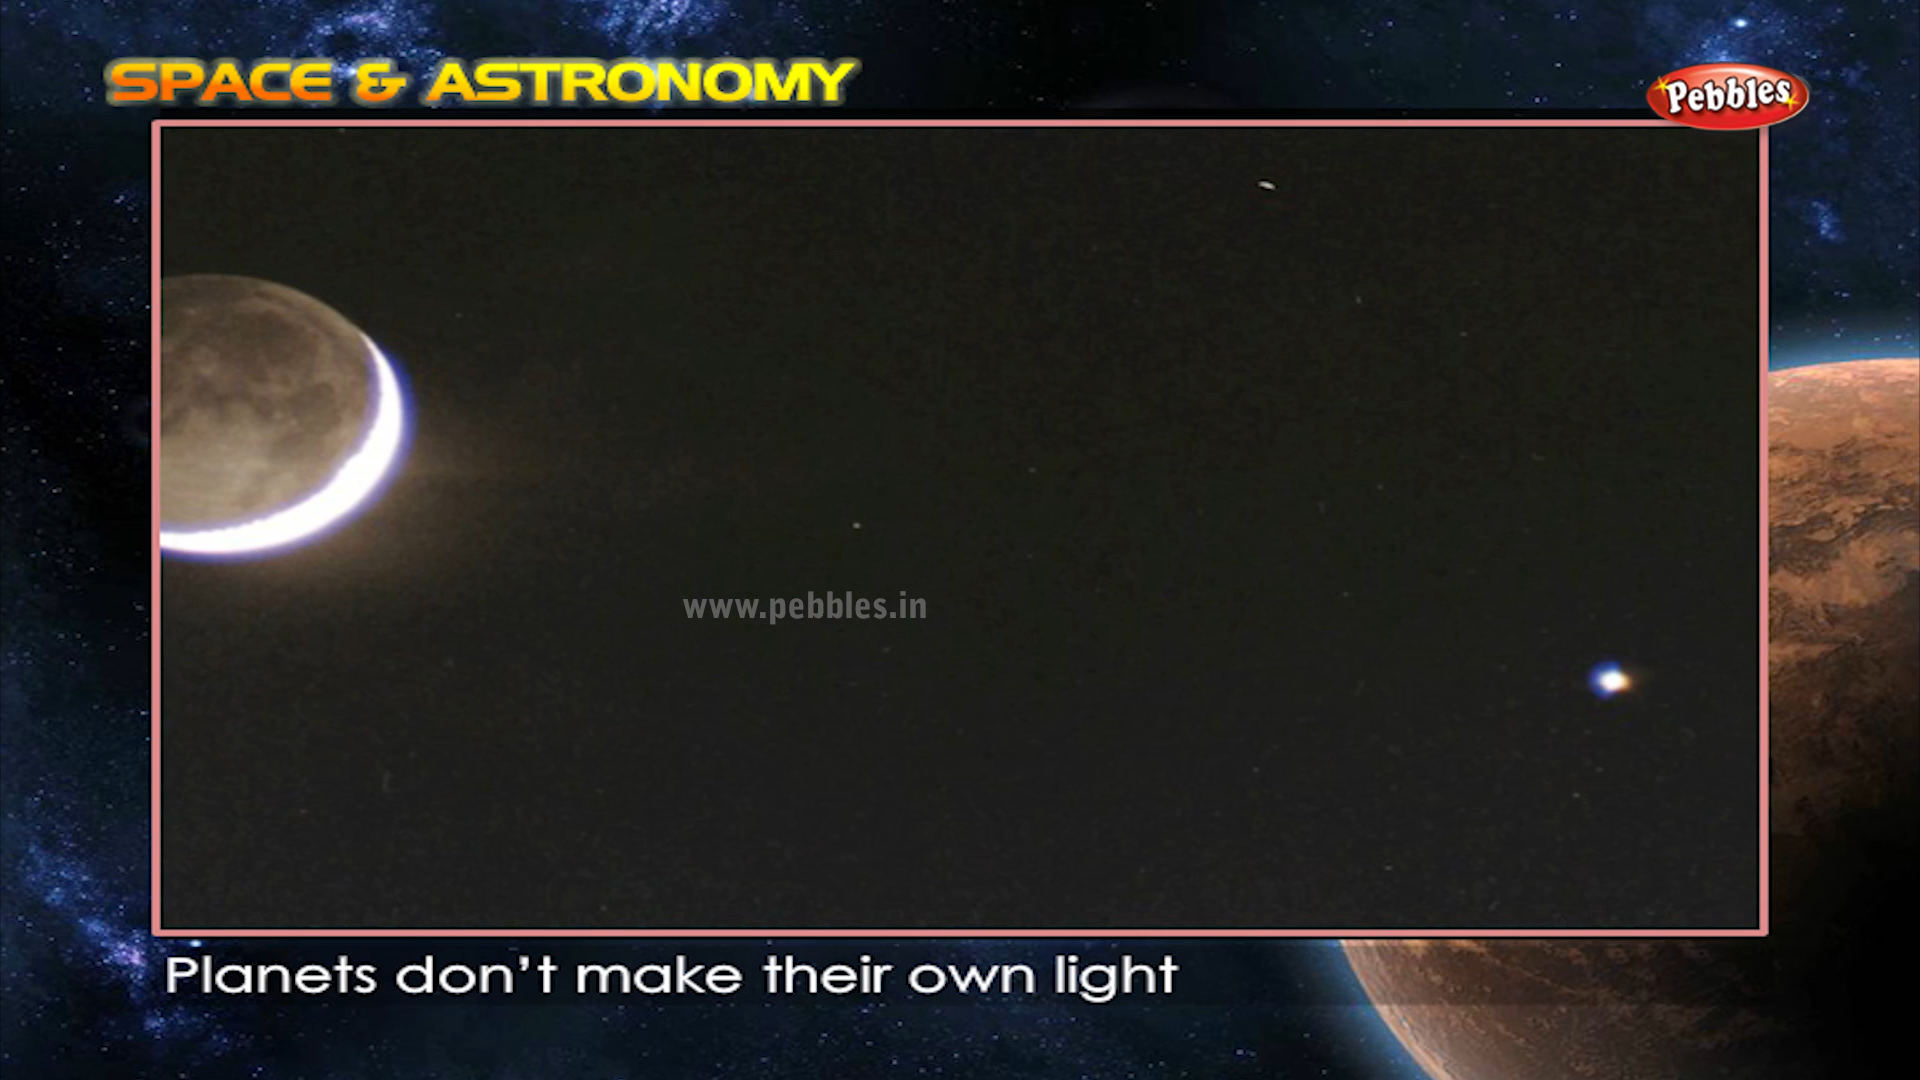 SPACE & ASTRONOMY
Pebbles
www.pebbles.in
Planets don't make their own light